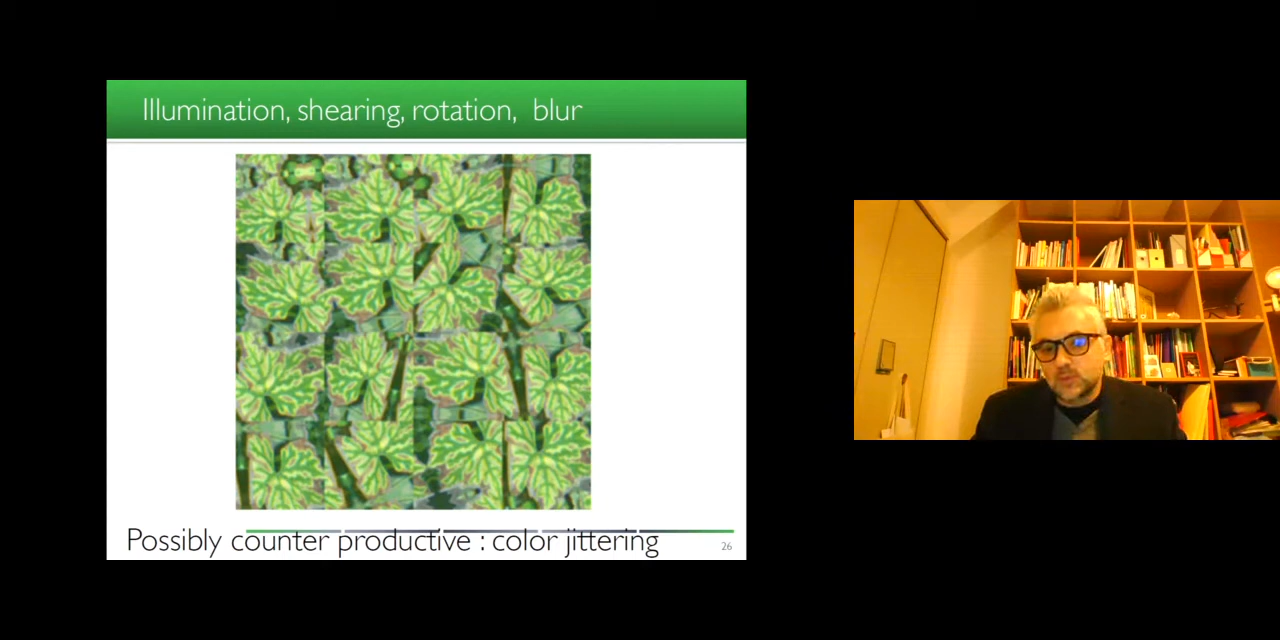 Illumination, shearing, rotation, blur
Possibly counter productive : color jittering
26